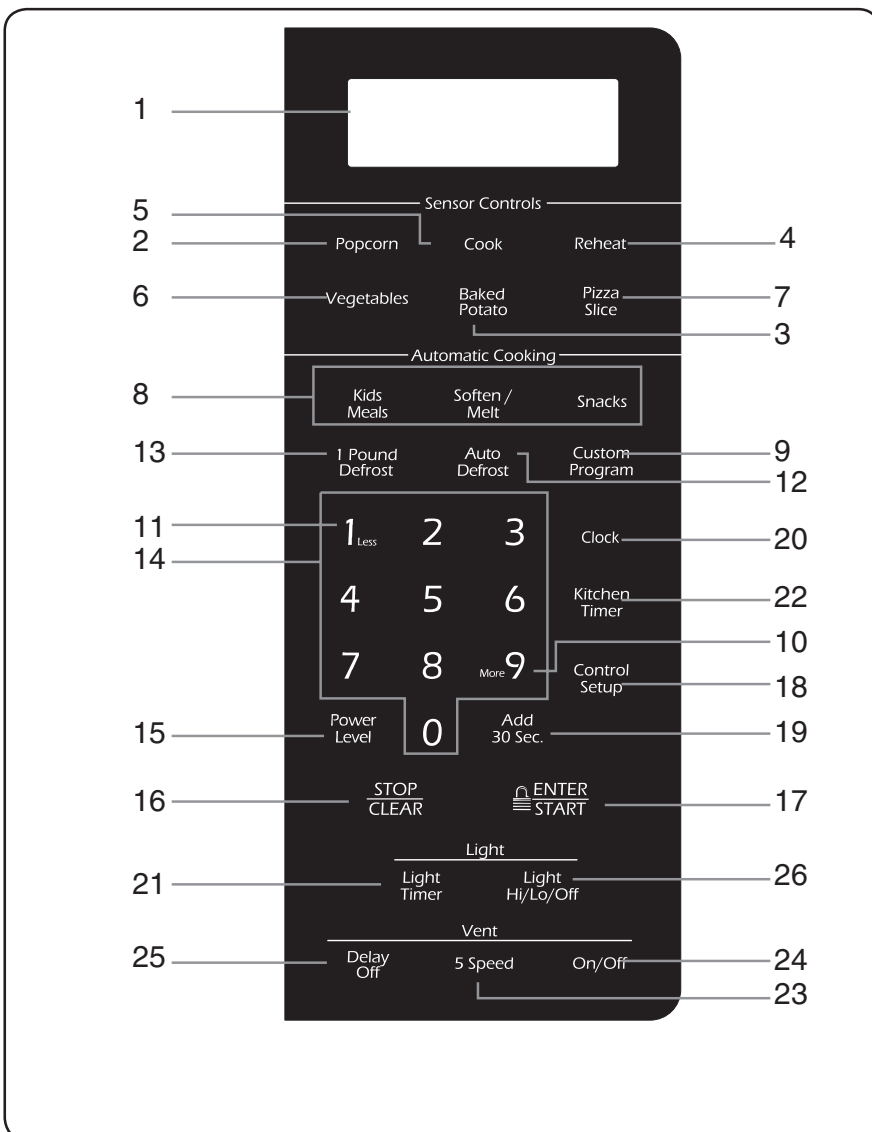 1
5
Sensor Controls
2 Popcorn Cook Reheat 4
6 Vegetables Baked Potato Pizza Slice 7
3
Automatic Cooking
8 Kids Meals Soften / Melt Snacks
13 1 Pound Defrost Auto Defrost Custom Program 9
12
11 1 Less 2 3 Clock 20
14
4 5 6 Kitchen Timer 22
10
7 8 More 9 Control Setup 18
15 Power Level 0 Add 30 Sec. 19
16 STOP CLEAR ENTER START 17
Light
21 Light Timer Light Hi/Lo/Off 26
Vent
25 Delay Off 5 Speed On/Off 24
23